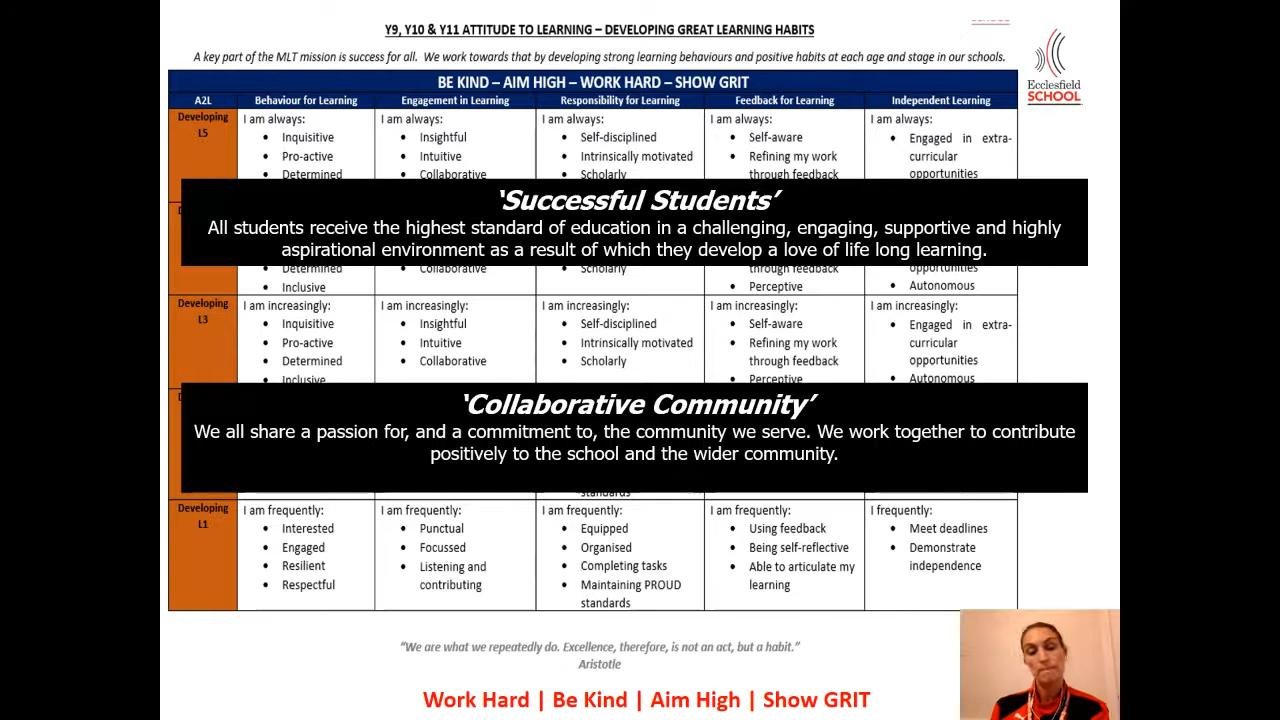 Y9, Y10 & Y11 ATTITUDE TO LEARNING – DEVELOPING GREAT LEARNING HABITS
A key part of the MLT mission is success for all. We work towards that by developing strong learning behaviours and positive habits at each age and stage in our schools.
Ecclesfield
SCHOOL
BE KIND – AIM HIGH – WORK HARD – SHOW GRIT
A2L Behaviour for Learning Engagement in Learning Responsibility for Learning Feedback for Learning Independent Learning
Developing
L5
I am always:
• Inquisitive
• Pro-active
• Determined
I am always:
• Insightful
• Intuitive
• Collaborative
I am always:
• Self-disciplined
• Intrinsically motivated
• Scholarly
I am always:
• Self-aware
• Refining my work
through feedback
I am always:
• Engaged in extra-
curricular
opportunities
‘Successful Students’
All students receive the highest standard of education in a challenging, engaging, supportive and highly
aspirational environment as a result of which they develop a love of life long learning.
• Determined
• Inclusive
• Collaborative
• Scholarly
through feedback
• Perceptive
opportunities
• Autonomous
Developing
L3
I am increasingly:
• Inquisitive
• Pro-active
• Determined
• Inclusive
I am increasingly:
• Insightful
• Intuitive
• Collaborative
I am increasingly:
• Self-disciplined
• Intrinsically motivated
• Scholarly
I am increasingly:
• Self-aware
• Refining my work
through feedback
• Perceptive
I am increasingly:
• Engaged in extra-
curricular
opportunities
• Autonomous
‘Collaborative Community’
We all share a passion for, and a commitment to, the community we serve. We work together to contribute
positively to the school and the wider community.
standards
Developing
L1
I am frequently:
• Interested
• Engaged
• Resilient
• Respectful
I am frequently:
• Punctual
• Focussed
• Listening and
contributing
I am frequently:
• Equipped
• Organised
• Completing tasks
• Maintaining PROUD
standards
I am frequently:
• Using feedback
• Being self-reflective
• Able to articulate my
learning
I frequently:
• Meet deadlines
• Demonstrate
independence
“We are what we repeatedly do. Excellence, therefore, is not an act, but a habit.”
Aristotle
Work Hard | Be Kind | Aim High | Show GRIT